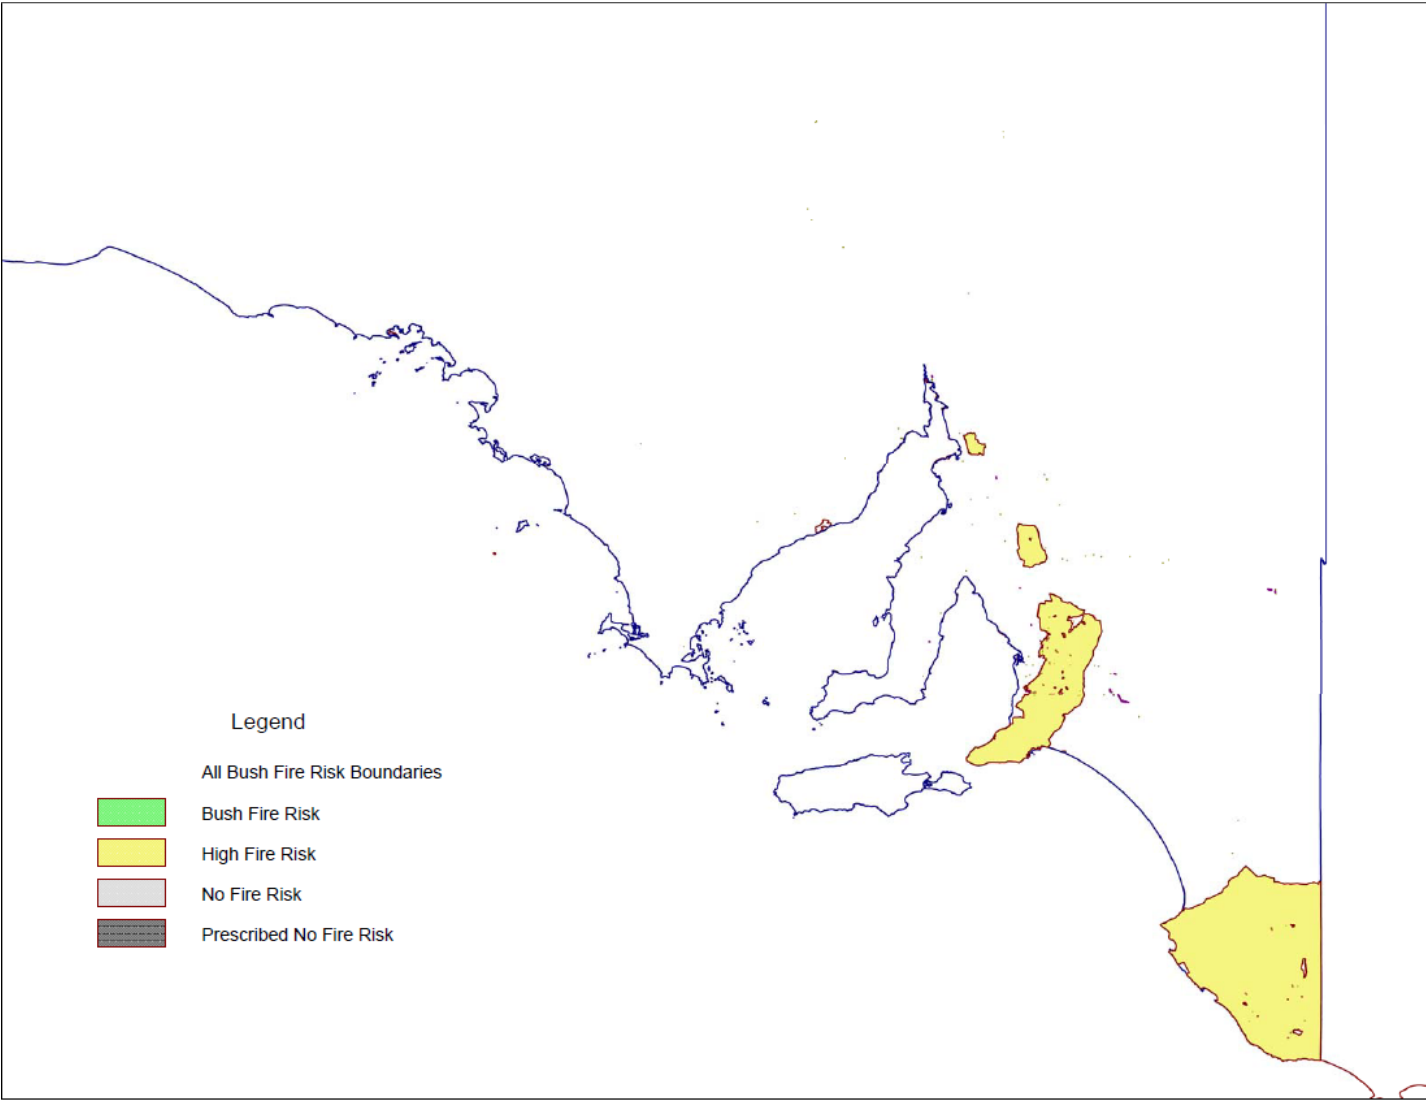 Legend
All Bush Fire Risk Boundaries
Bush Fire Risk
High Fire Risk
No Fire Risk
Prescribed No Fire Risk